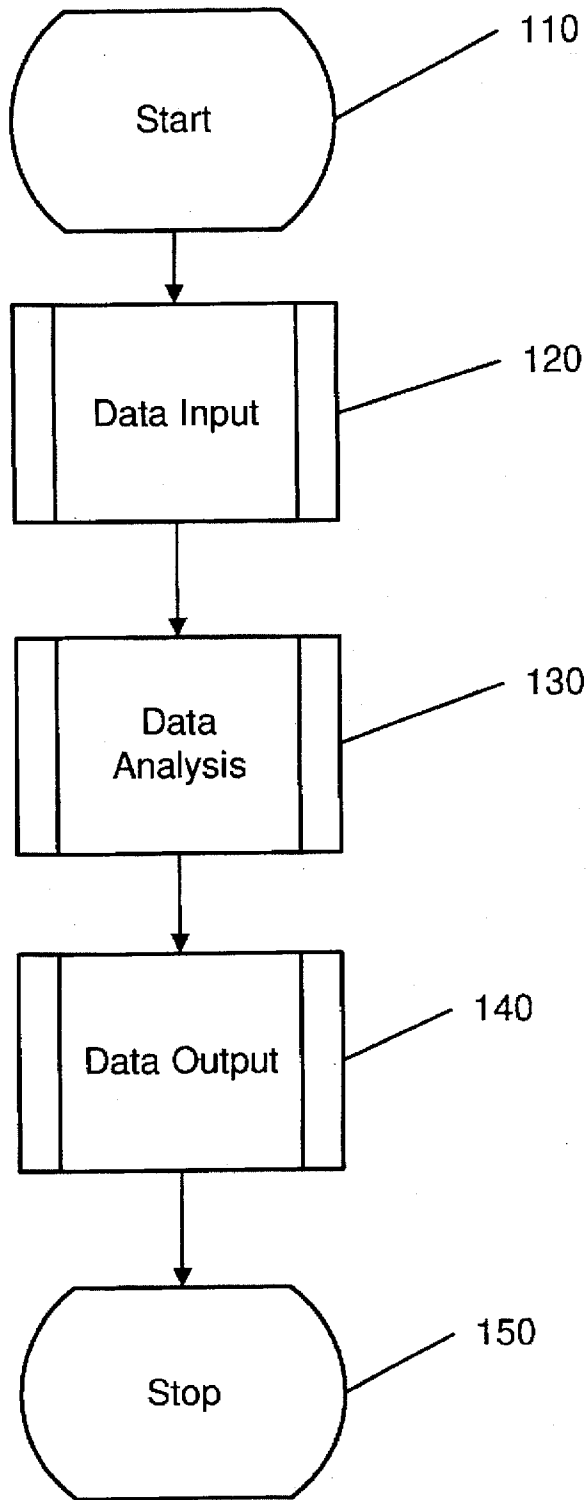 Start
110
Data Input
120
Data
Analysis
130
Data Output
140
Stop
150